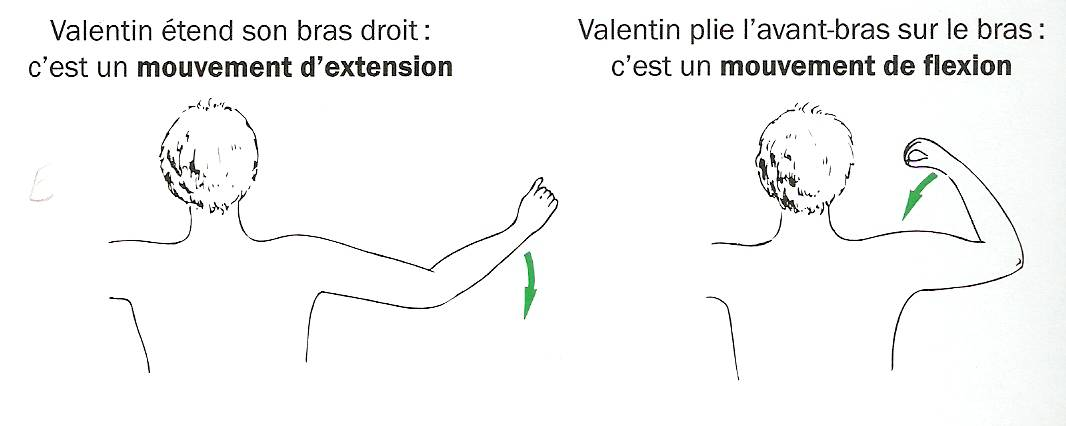 Valentin étend son bras droit :
c'est un mouvement d'extension
Valentin plie l'avant-bras sur le bras :
c'est un mouvement de flexion
E